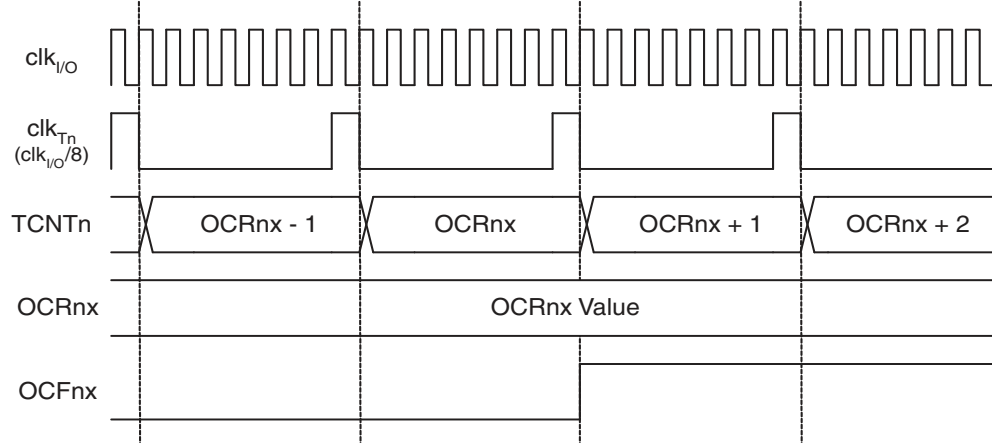 clkI/O
clkTn
(clkI/O/8)
TCNTn OCRnx - 1 OCRnx OCRnx + 1 OCRnx + 2
OCRnx OCRnx Value
OCFnx